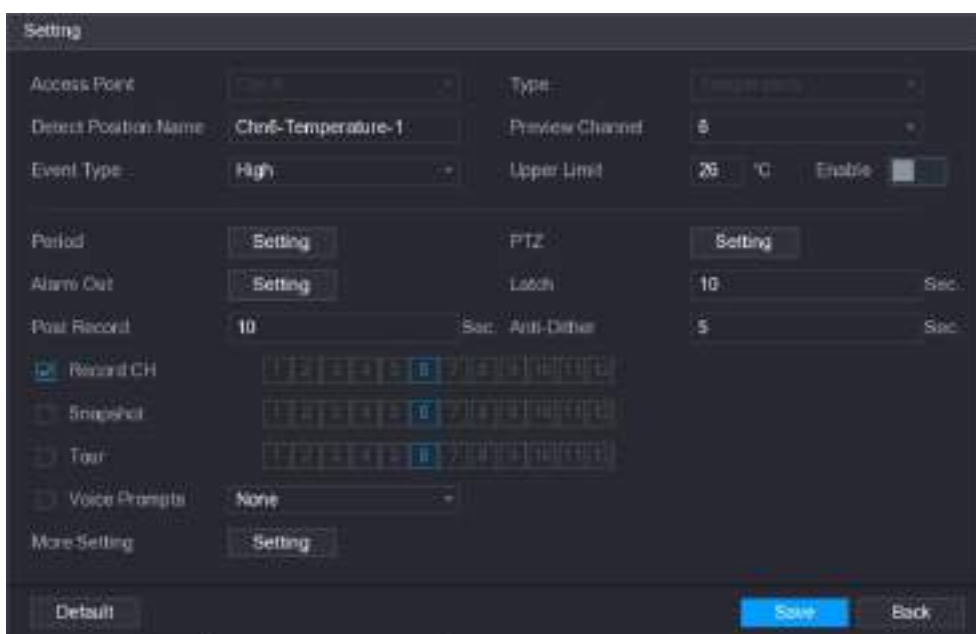 Setting
Access Point Type
Detect Position Name Chn6-Temperature-1 Preview Channel 6
Event Type High Upper Limit 26 °C Enable
Period Setting PTZ Setting
Alarm Out Setting Latch 10 Sec.
Post Record 10 Sec. Anti-Dither 5 Sec.
Record CH 1 2 3 4 5 6 7 8 9 10 11 12
Snapshot 1 2 3 4 5 6 7 8 9 10 11 12
Tour 1 2 3 4 5 6 7 8 9 10 11 12
Voice Prompts None
More Setting Setting
Default Save Back